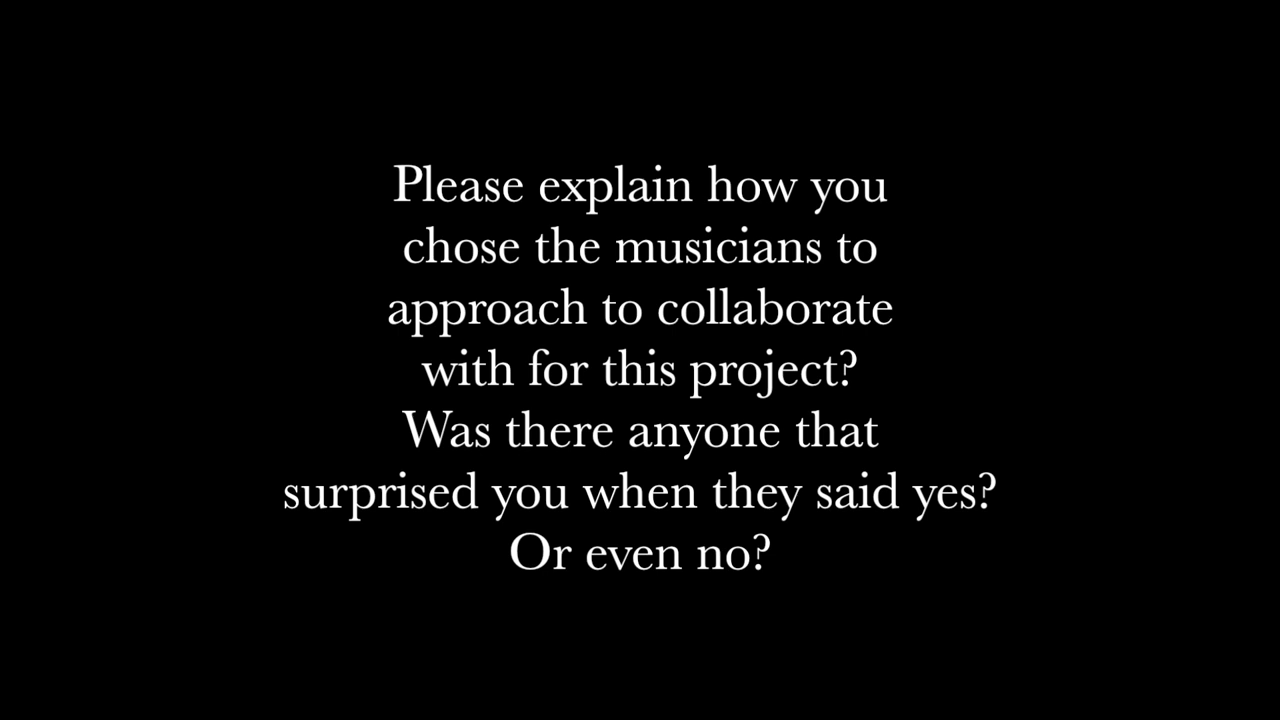 Please explain how you
chose the musicians to
approach to collaborate
with for this project?
Was there anyone that
surprised you when they said yes?
Or even no?